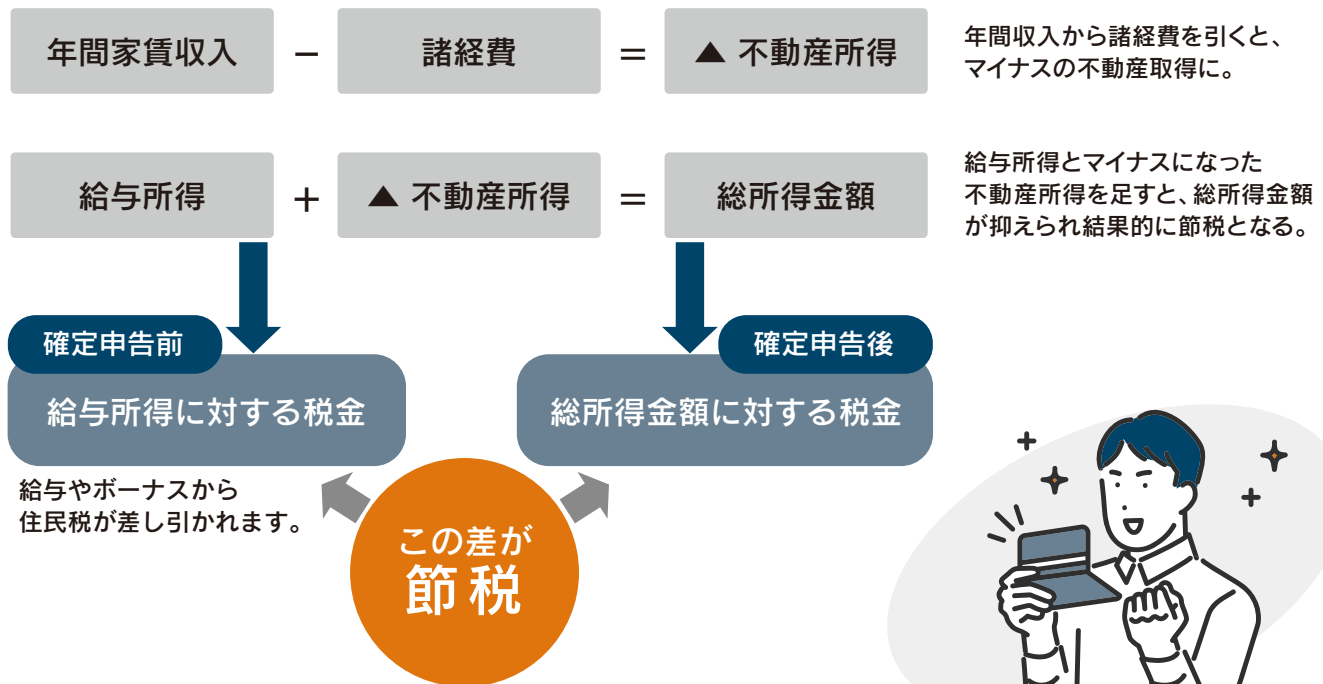 年間家賃収入 － 諸経費 ＝ ▲ 不動産所得
年間収入から諸経費を引くと、
マイナスの不動産取得に。
給与所得 ＋ ▲ 不動産所得 ＝ 総所得金額
給与所得とマイナスになった
不動産所得を足すと、総所得金額
が抑えられ結果的に節税となる。
確定申告前
給与所得に対する税金
確定申告後
総所得金額に対する税金
給与やボーナスから
住民税が差し引かれます。
この差が
節税